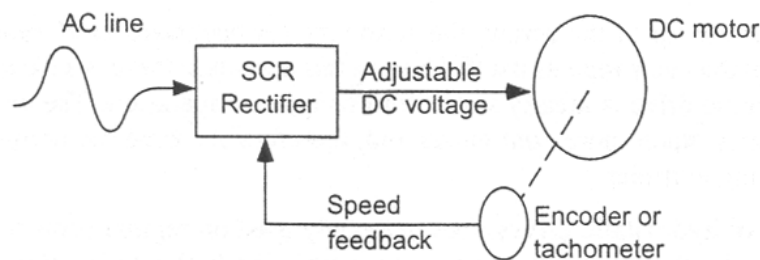 AC line
DC motor
SCR
Rectifier
Adjustable
DC voltage
Speed
feedback
Encoder or
tachometer